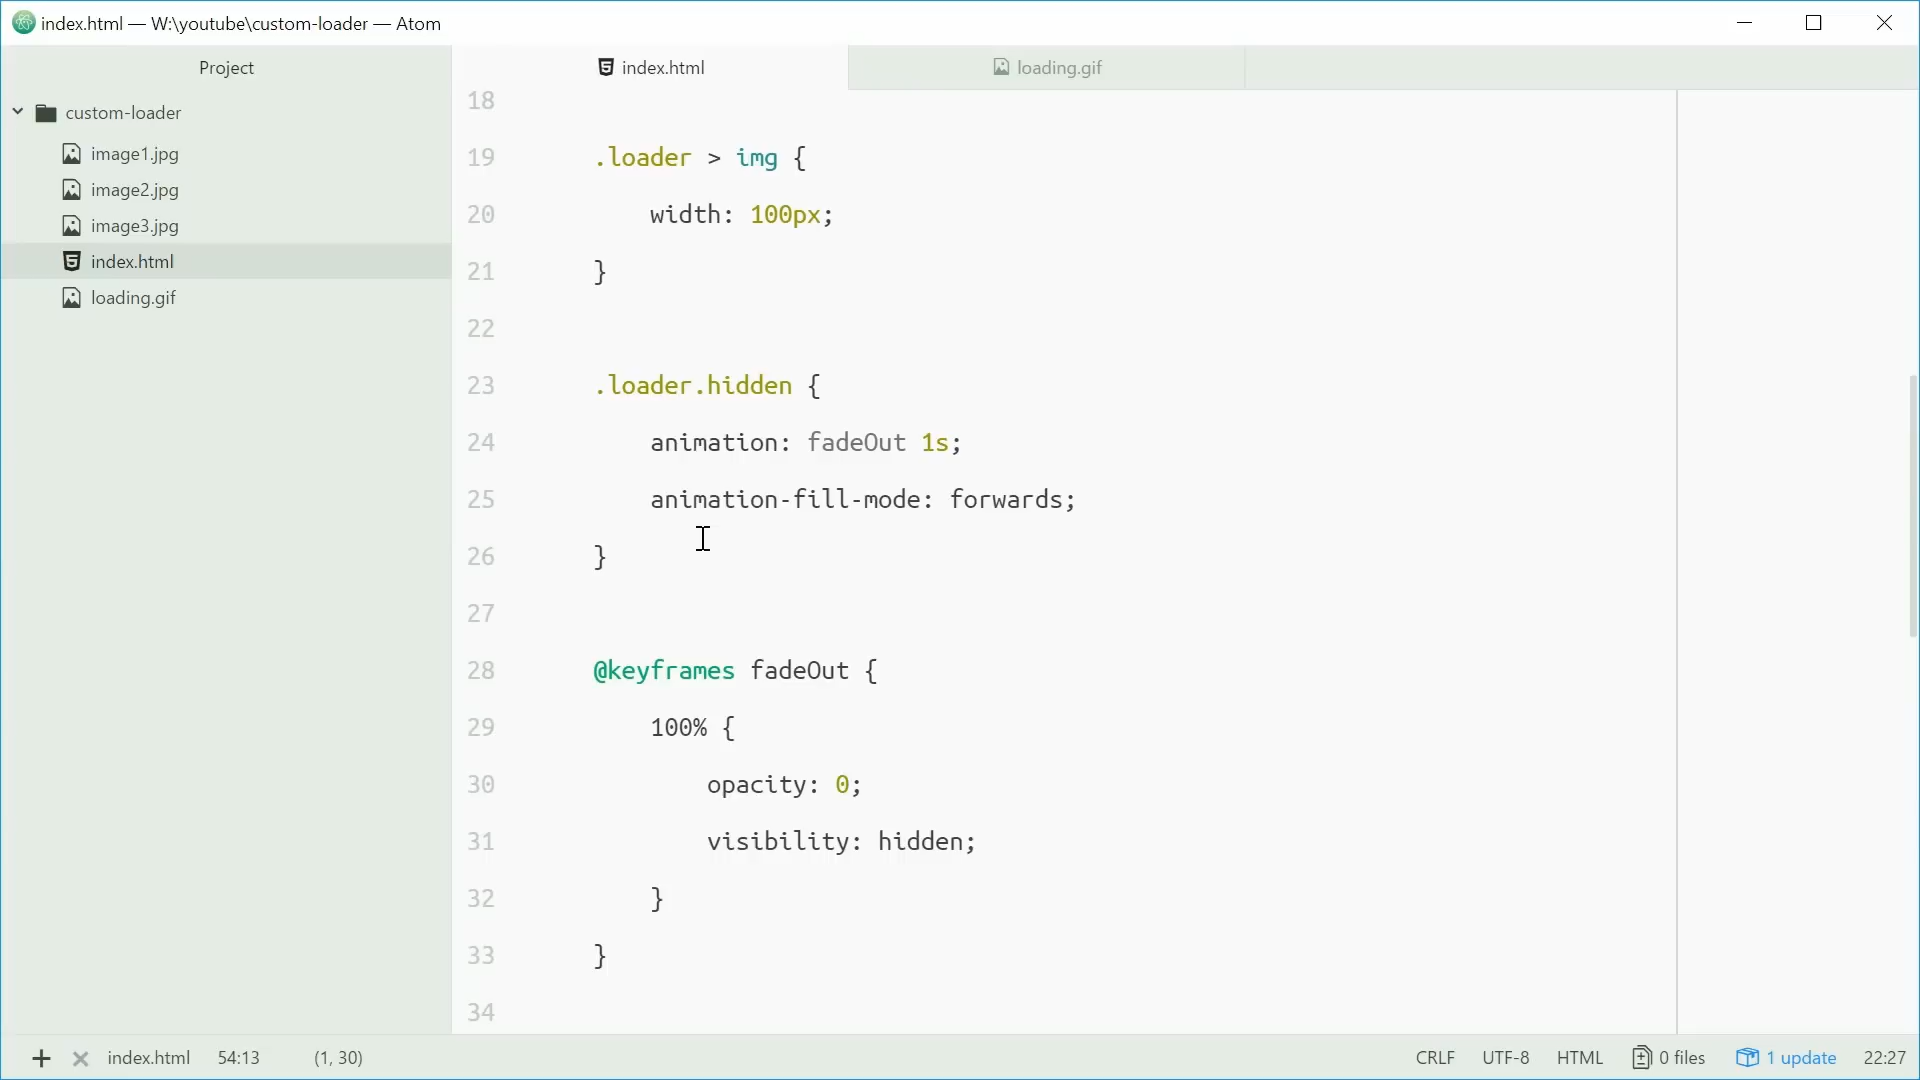 index.html — W:\youtube\custom-loader — Atom
Project
custom-loader
image1.jpg
image2.jpg
image3.jpg
index.html
loading.gif
index.html
loading.gif
18
19 .loader > img {
20 width: 100px;
21 }
22
23 .loader.hidden {
24 animation: fadeOut 1s;
25 animation-fill-mode: forwards;
26 }
27
28 @keyframes fadeOut {
29 100% {
30 opacity: 0;
31 visibility: hidden;
32 }
33 }
34
index.html 54:13 (1, 30) CRLF UTF-8 HTML 0 files 1 update 22:27